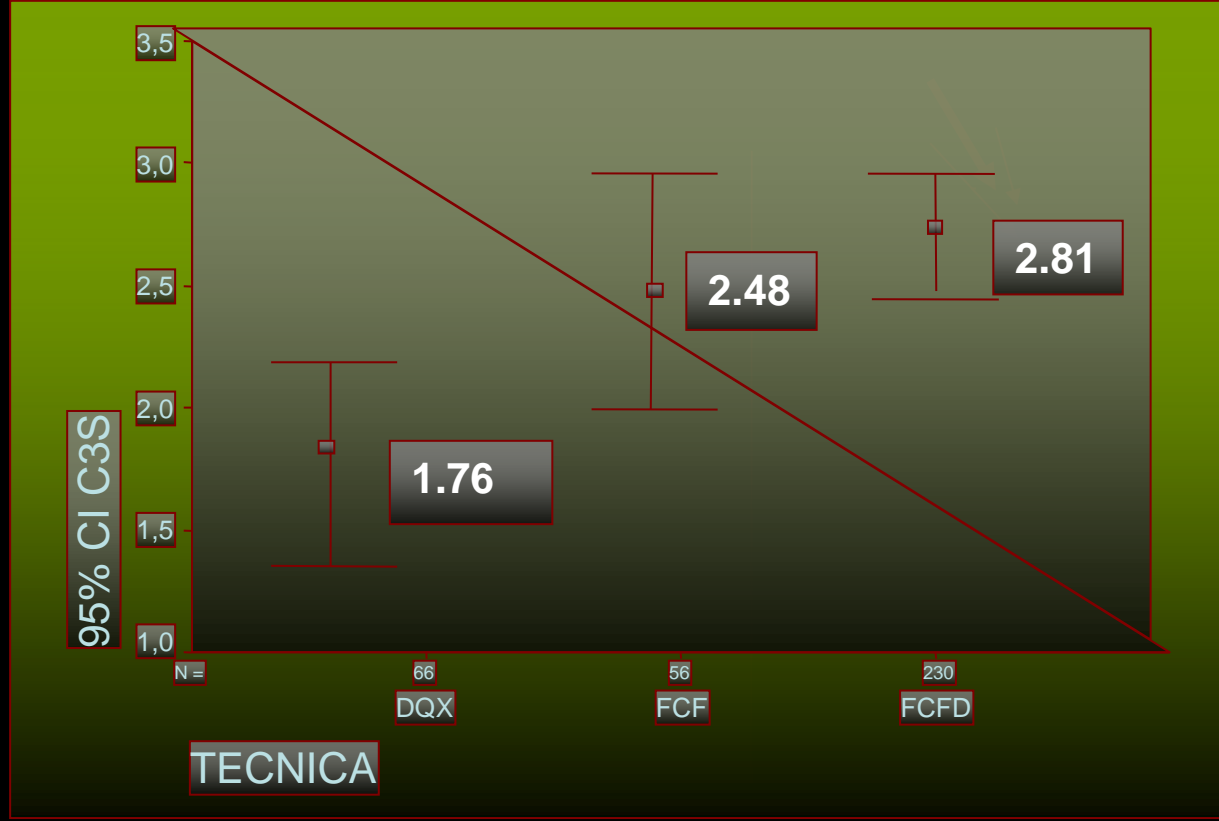 3,5
3,0
2,5
2,0
1,5
1,0
95% CI C3S
1.76
2.48
2.81
N = 66 56 230
DQX FCF FCFD
TECNICA